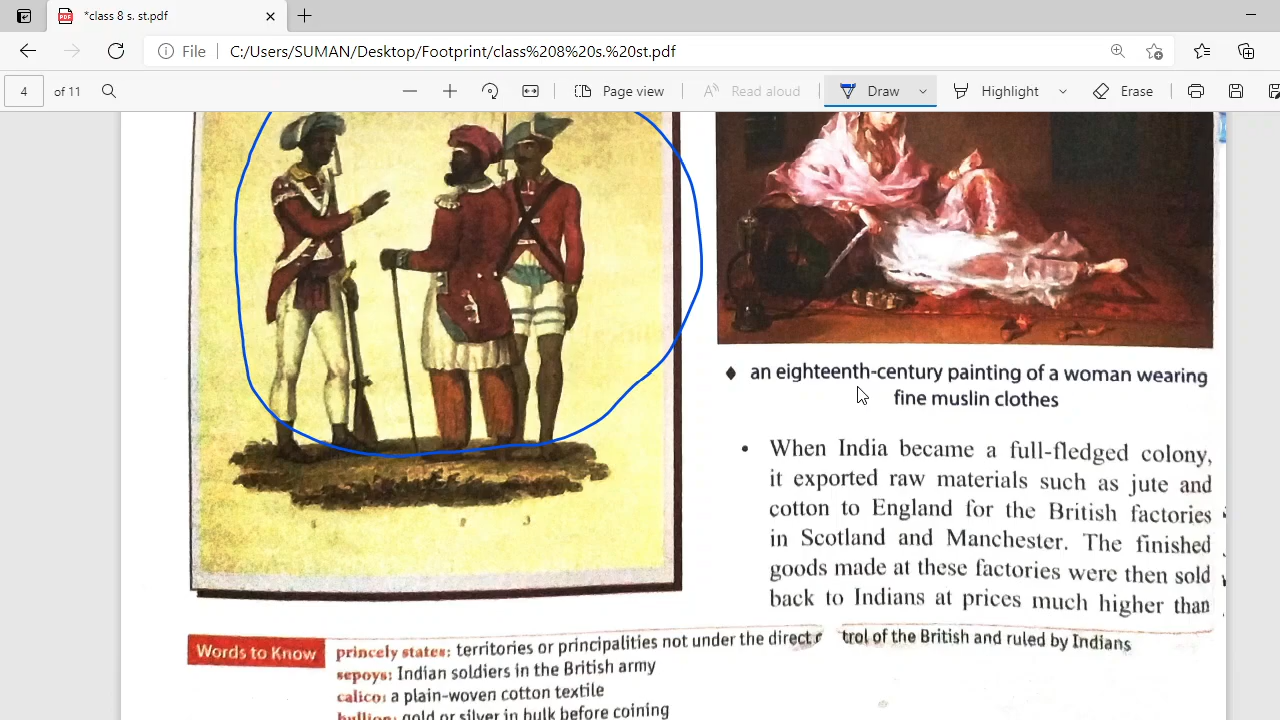 *class 8 s. st.pdf
File
C:/Users/SUMAN/Desktop/Footprint/class%208%20s.%20st.pdf
4 of 11
Page view
Read aloud
Draw
Highlight
Erase
an eighteenth-century painting of a woman wearing
fine muslin clothes
• When India became a full-fledged colony,
it exported raw materials such as jute and
cotton to England for the British factories
in Scotland and Manchester. The finished
goods made at these factories were then sold
back to Indians at prices much higher than
Words to Know
princely states: territories or principalities not under the direct trol of the British and ruled by Indians
sepoys: Indian soldiers in the British army
calico: a plain-woven cotton textile
bullion: gold or silver in bulk before coining